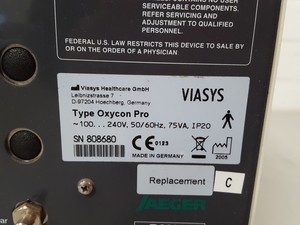 USER SERVICEABLE
COMPONENTS. REFER
SERVICING AND
ADJUSTMENT TO QUALIFIED
PERSONNEL.
FEDERAL U.S. LAW RESTRICTS THIS DEVICE TO SALE BY
OR ON THE ORDER OF A PHYSICIAN.
Viasys Healthcare GmbH
Leibnizstrasse 7
D-97204 Hoechberg, Germany
VIASYS
Type Oxycon Pro
~100...240V, 50/60Hz, 75VA, IP20
SN 808680
CE 0123
MADE IN GERMANY
2005
Replacement C
JAEGER